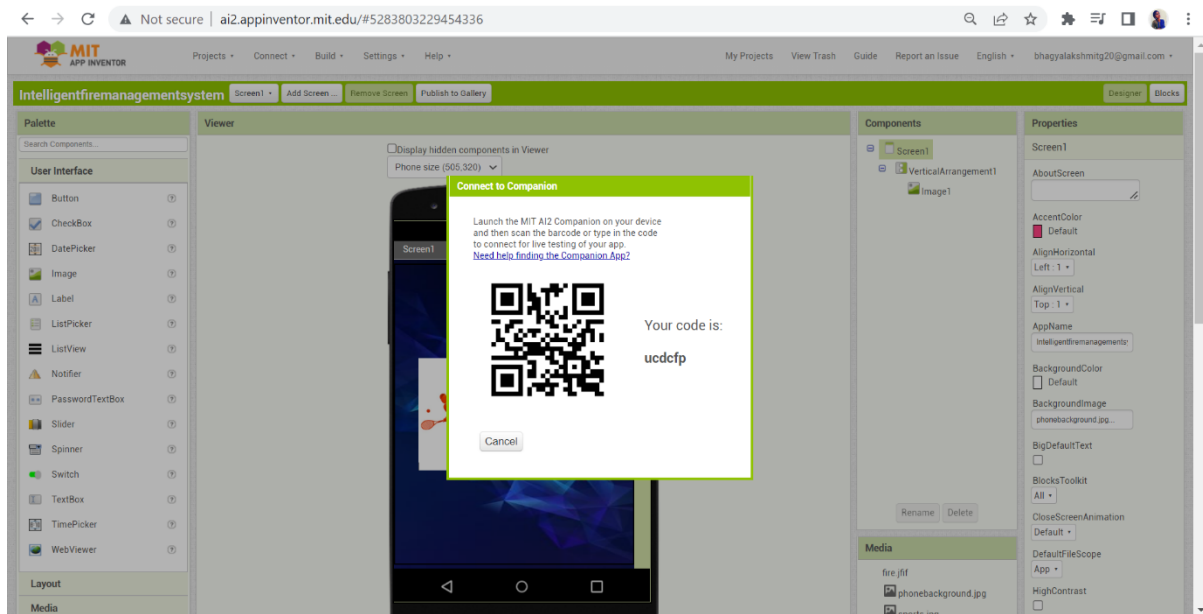 Not secure | ai2.appinventor.mit.edu/#5283803229454336
MIT
APP INVENTOR
Projects
Connect
Build
Settings
Help
My Projects
View Trash
Guide
Report an Issue
English
bhagyalakshmitg20@gmail.com
Intelligentfiremanagementsystem
Screen1
Add Screen ...
Remove Screen
Publish to Gallery
Designer
Blocks
Palette
Search Components...
User Interface
Button
CheckBox
DatePicker
Image
Label
ListPicker
ListView
Notifier
PasswordTextBox
Slider
Spinner
Switch
TextBox
TimePicker
WebViewer
Layout
Media
Viewer
Display hidden components in Viewer
Phone size (505,320)
Screen1
Connect to Companion
Launch the MIT AI2 Companion on your device
and then scan the barcode or type in the code
to connect for live testing of your app.
Need help finding the Companion App?
Your code is:
ucdcfp
Cancel
Components
Screen1
VerticalArrangement1
Image1
Rename
Delete
Media
fire.jfif
phonebackground.jpg
Properties
Screen1
AboutScreen
AccentColor
Default
AlignHorizontal
Left : 1
AlignVertical
Top : 1
AppName
Intelligentfiremanagements
BackgroundColor
Default
BackgroundImage
phonebackground.jpg...
BigDefaultText
BlocksToolkit
All
CloseScreenAnimation
Default
DefaultFileScope
App
HighContrast